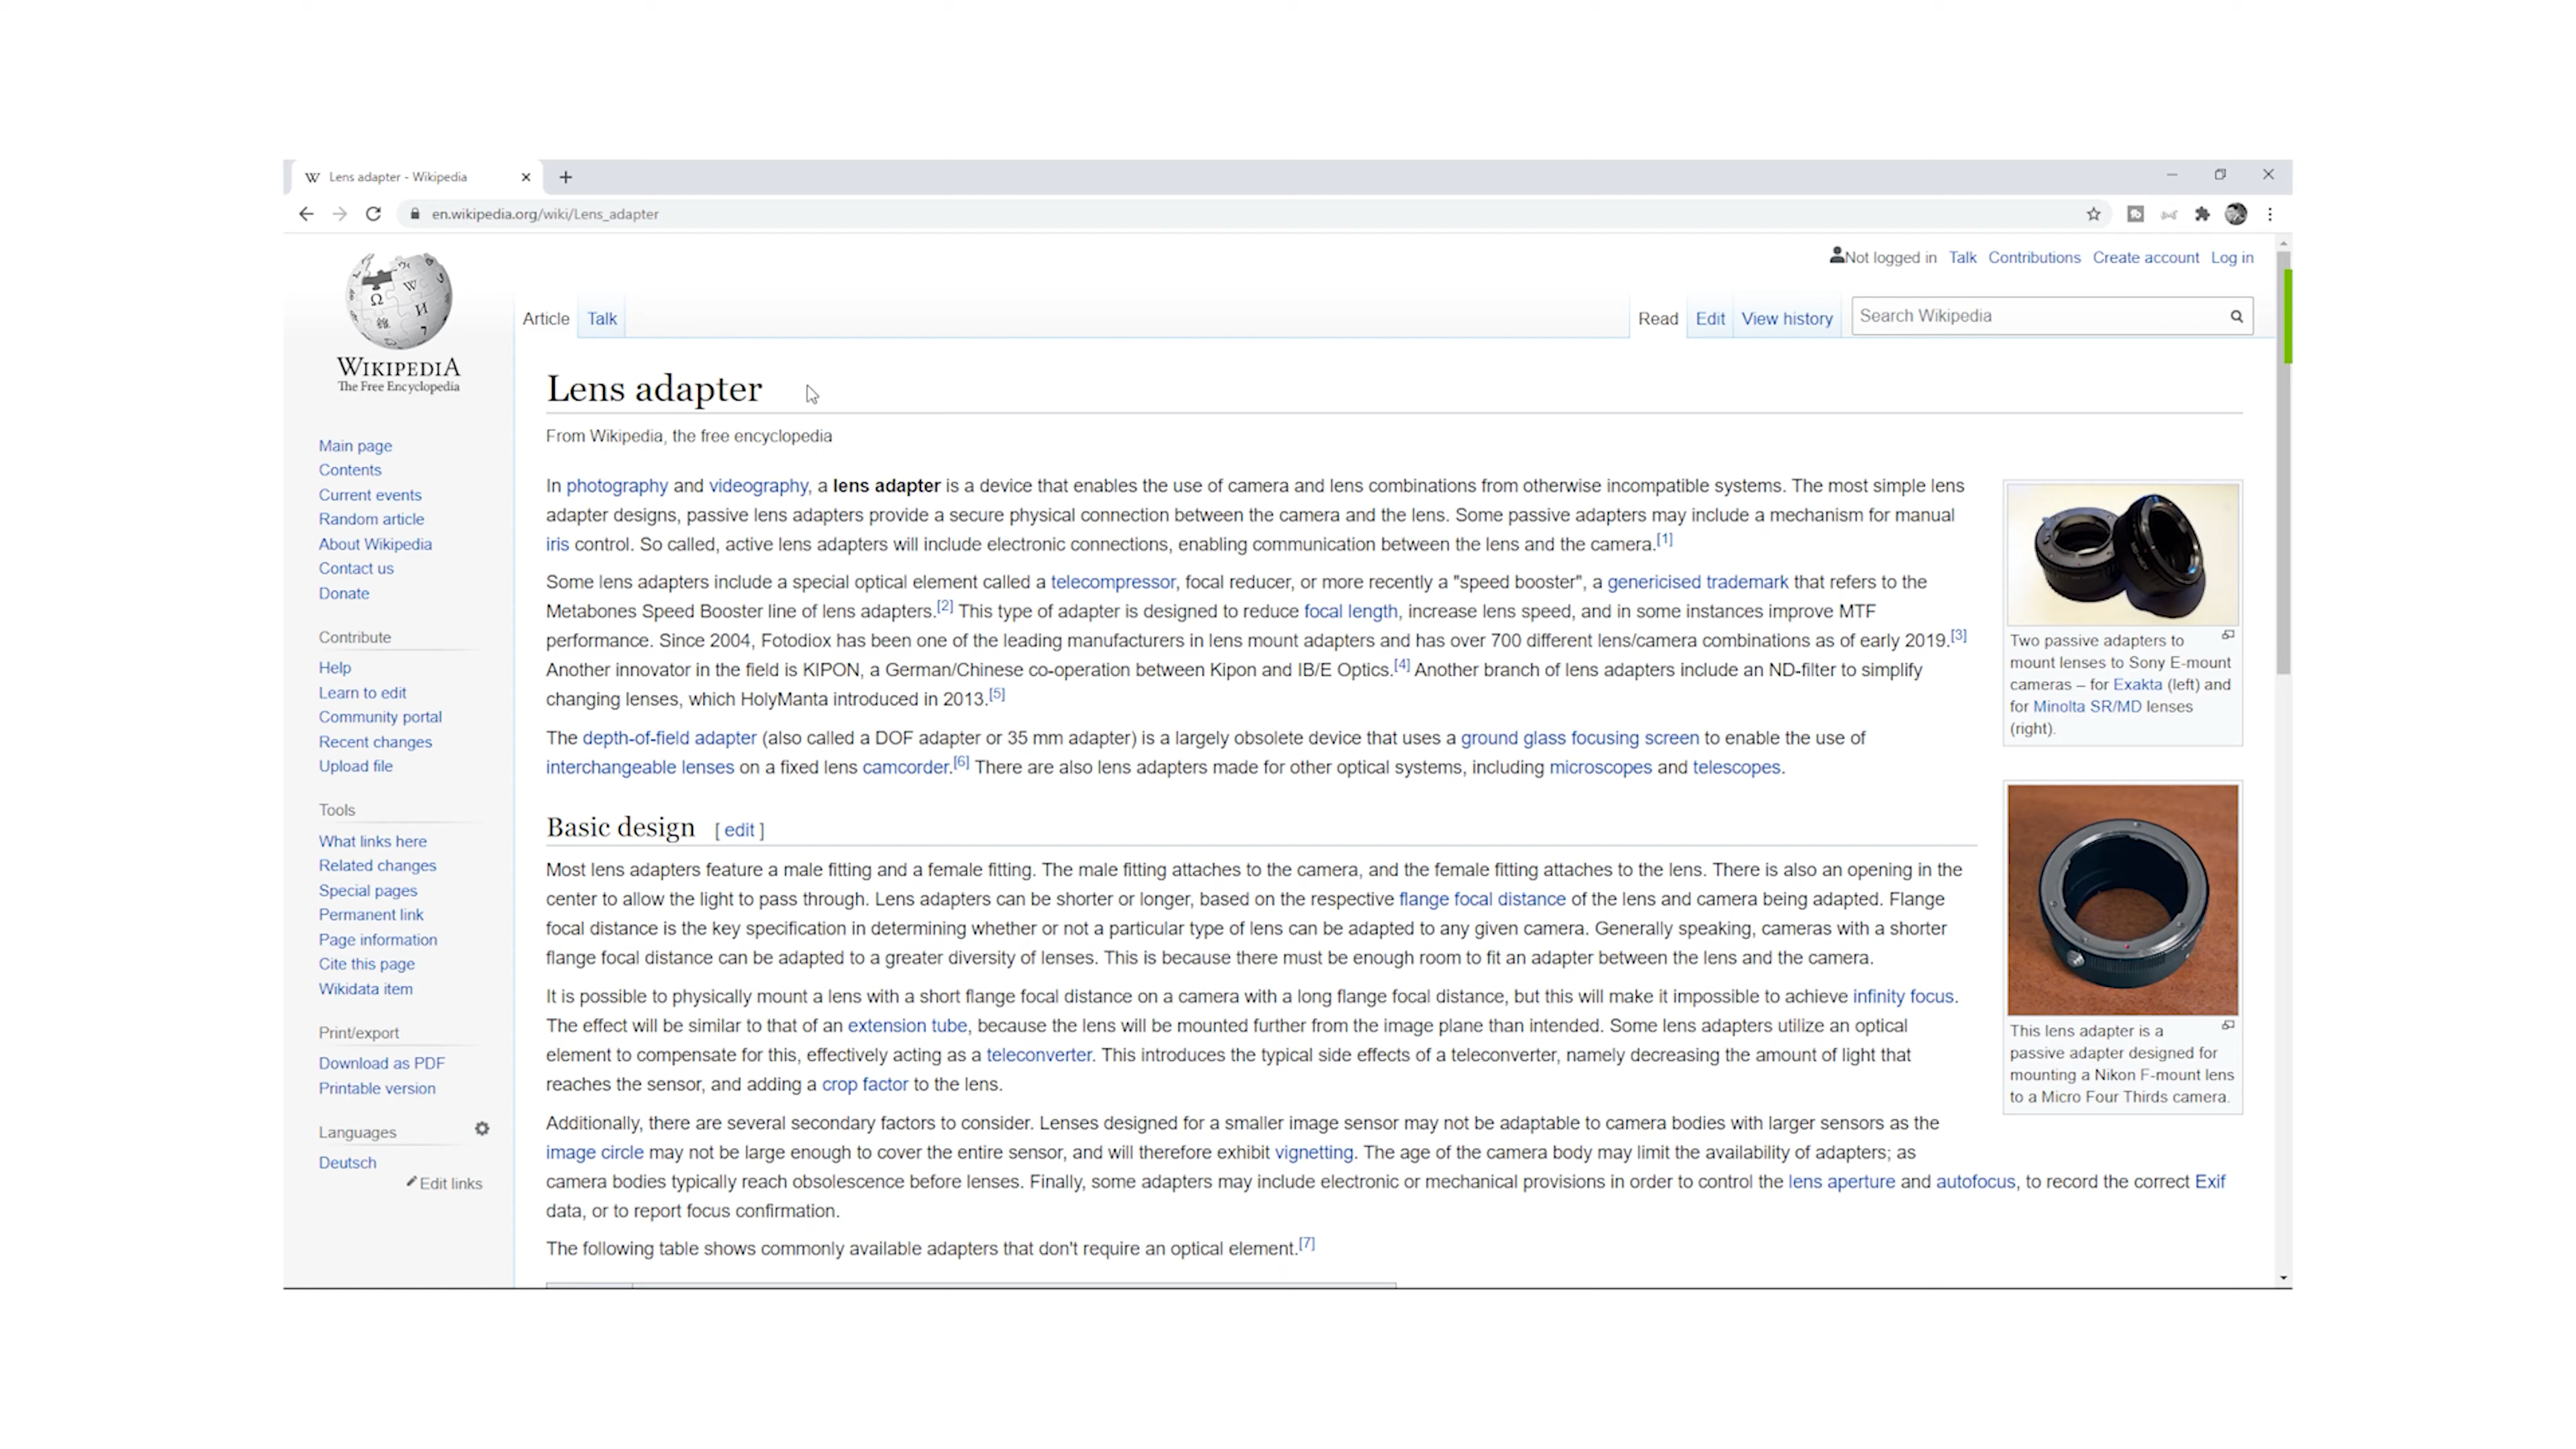 Lens adapter - Wikipedia
en.wikipedia.org/wiki/Lens_adapter
Not logged in Talk Contributions Create account Log in
Article Talk
Read Edit View history Search Wikipedia
WIKIPEDIA
The Free Encyclopedia
Main page
Contents
Current events
Random article
About Wikipedia
Contact us
Donate
Contribute
Help
Learn to edit
Community portal
Recent changes
Upload file
Tools
What links here
Related changes
Special pages
Permanent link
Page information
Cite this page
Wikidata item
Print/export
Download as PDF
Printable version
Languages
Deutsch
Edit links
Lens adapter
From Wikipedia, the free encyclopedia
In photography and videography, a lens adapter is a device that enables the use of camera and lens combinations from otherwise incompatible systems. The most simple lens
adapter designs, passive lens adapters provide a secure physical connection between the camera and the lens. Some passive adapters may include a mechanism for manual
iris control. So called, active lens adapters will include electronic connections, enabling communication between the lens and the camera.[1]
Some lens adapters include a special optical element called a telecompressor, focal reducer, or more recently a "speed booster", a genericised trademark that refers to the
Metabones Speed Booster line of lens adapters.[2] This type of adapter is designed to reduce focal length, increase lens speed, and in some instances improve MTF
performance. Since 2004, Fotodiox has been one of the leading manufacturers in lens mount adapters and has over 700 different lens/camera combinations as of early 2019.[3]
Another innovator in the field is KIPON, a German/Chinese co-operation between Kipon and IB/E Optics.[4] Another branch of lens adapters include an ND-filter to simplify
changing lenses, which HolyManta introduced in 2013.[5]
The depth-of-field adapter (also called a DOF adapter or 35 mm adapter) is a largely obsolete device that uses a ground glass focusing screen to enable the use of
interchangeable lenses on a fixed lens camcorder.[6] There are also lens adapters made for other optical systems, including microscopes and telescopes.
Basic design [ edit ]
Most lens adapters feature a male fitting and a female fitting. The male fitting attaches to the camera, and the female fitting attaches to the lens. There is also an opening in the
center to allow the light to pass through. Lens adapters can be shorter or longer, based on the respective flange focal distance of the lens and camera being adapted. Flange
focal distance is the key specification in determining whether or not a particular type of lens can be adapted to any given camera. Generally speaking, cameras with a shorter
flange focal distance can be adapted to a greater diversity of lenses. This is because there must be enough room to fit an adapter between the lens and the camera.
It is possible to physically mount a lens with a short flange focal distance on a camera with a long flange focal distance, but this will make it impossible to achieve infinity focus.
The effect will be similar to that of an extension tube, because the lens will be mounted further from the image plane than intended. Some lens adapters utilize an optical
element to compensate for this, effectively acting as a teleconverter. This introduces the typical side effects of a teleconverter, namely decreasing the amount of light that
reaches the sensor, and adding a crop factor to the lens.
Additionally, there are several secondary factors to consider. Lenses designed for a smaller image sensor may not be adaptable to camera bodies with larger sensors as the
image circle may not be large enough to cover the entire sensor, and will therefore exhibit vignetting. The age of the camera body may limit the availability of adapters; as
camera bodies typically reach obsolescence before lenses. Finally, some adapters may include electronic or mechanical provisions in order to control the lens aperture and autofocus, to record the correct Exif
data, or to report focus confirmation.
The following table shows commonly available adapters that don't require an optical element.[7]
Two passive adapters to
mount lenses to Sony E-mount
cameras – for Exakta (left) and
for Minolta SR/MD lenses
(right).
This lens adapter is a
passive adapter designed for
mounting a Nikon F-mount lens
to a Micro Four Thirds camera.